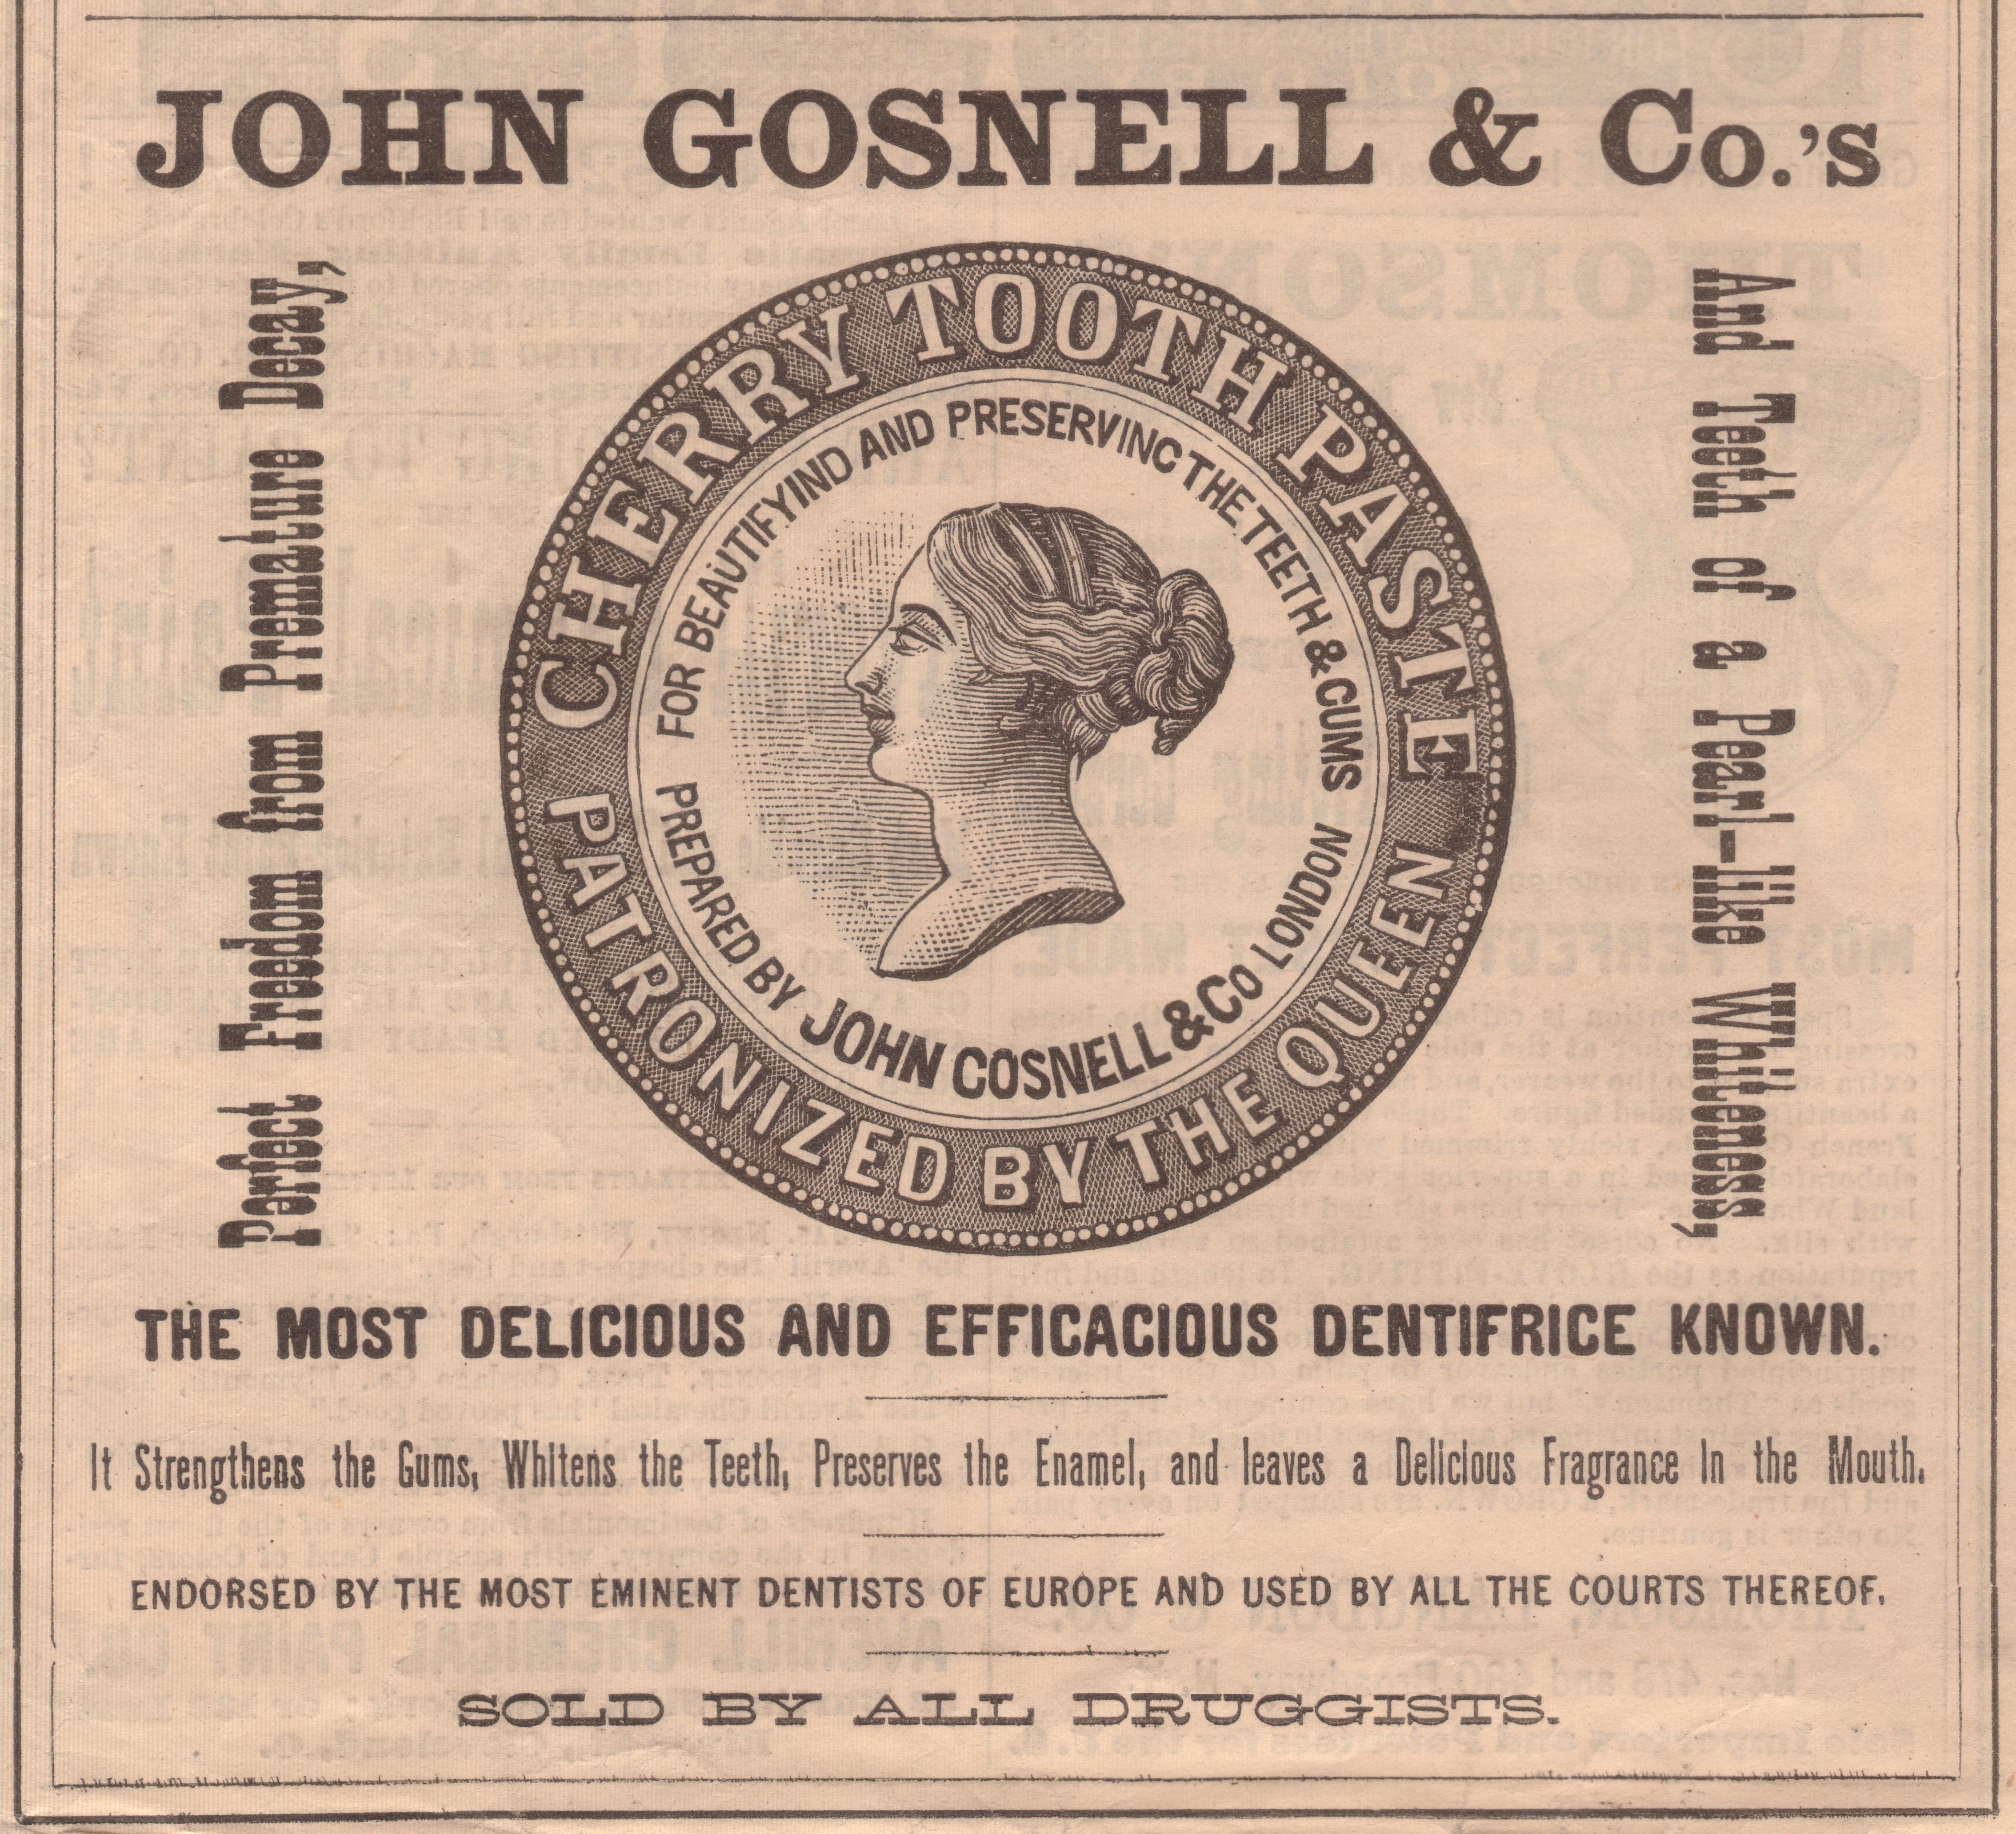 JOHN GOSNELL & Co.'s
Perfect Freedom from Premature Decay,
CHERRY TOOTH PASTE
PATRONIZED BY THE QUEEN
FOR BEAUTIFYIND AND PRESERVINC THE TEETH & CUMS
PREPARED BY JOHN COSNELL & Co LONDON
And Teeth of a Pearl-like Whiteness,
THE MOST DELICIOUS AND EFFICACIOUS DENTIFRICE KNOWN.
It Strengthens the Gums, Whitens the Teeth, Preserves the Enamel, and leaves a Delicious Fragrance in the Mouth.
ENDORSED BY THE MOST EMINENT DENTISTS OF EUROPE AND USED BY ALL THE COURTS THEREOF.
SOLD BY ALL DRUGGISTS.